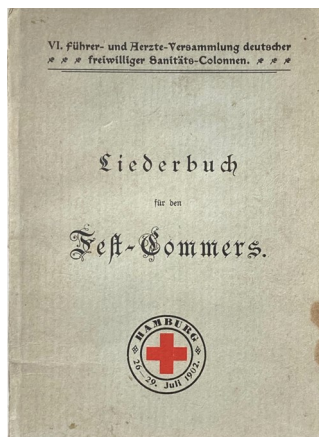 VI. Führer- und Aerzte-Versammlung deutscher
freiwilliger Sanitäts-Colonnen.
Liederbuch
für den
Fest-Commers.
HAMBURG
26-29. Juli 1902.